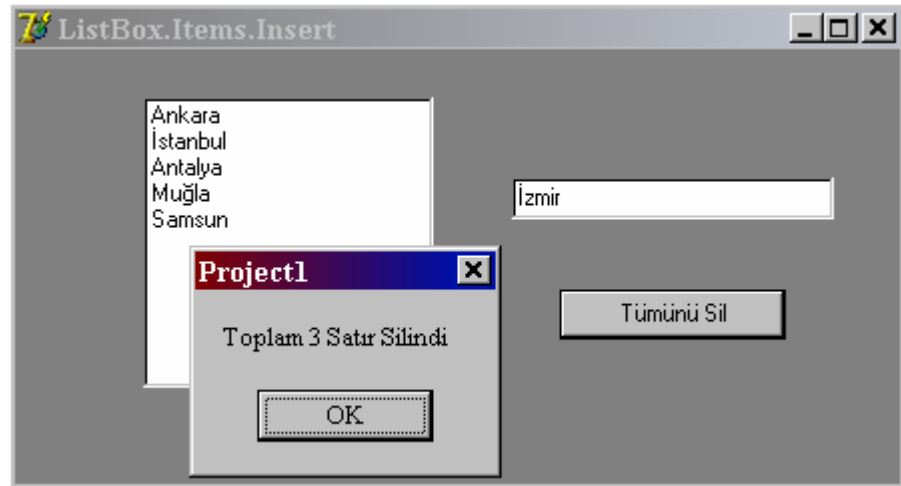 ListBox.Items.Insert
Ankara
İstanbul
Antalya
Muğla
Samsun
İzmir
Tümünü Sil
Project1
Toplam 3 Satır Silindi
OK